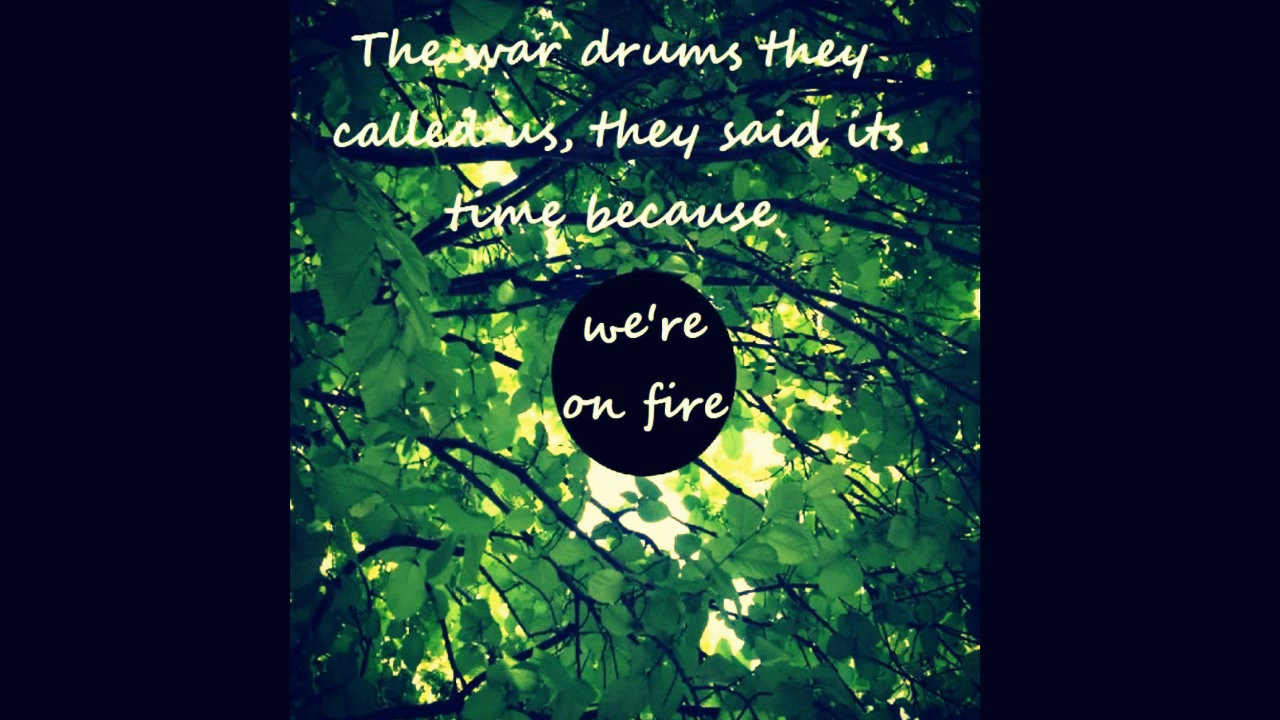 The war drums they
called us, they said its
time because
we're
on fire